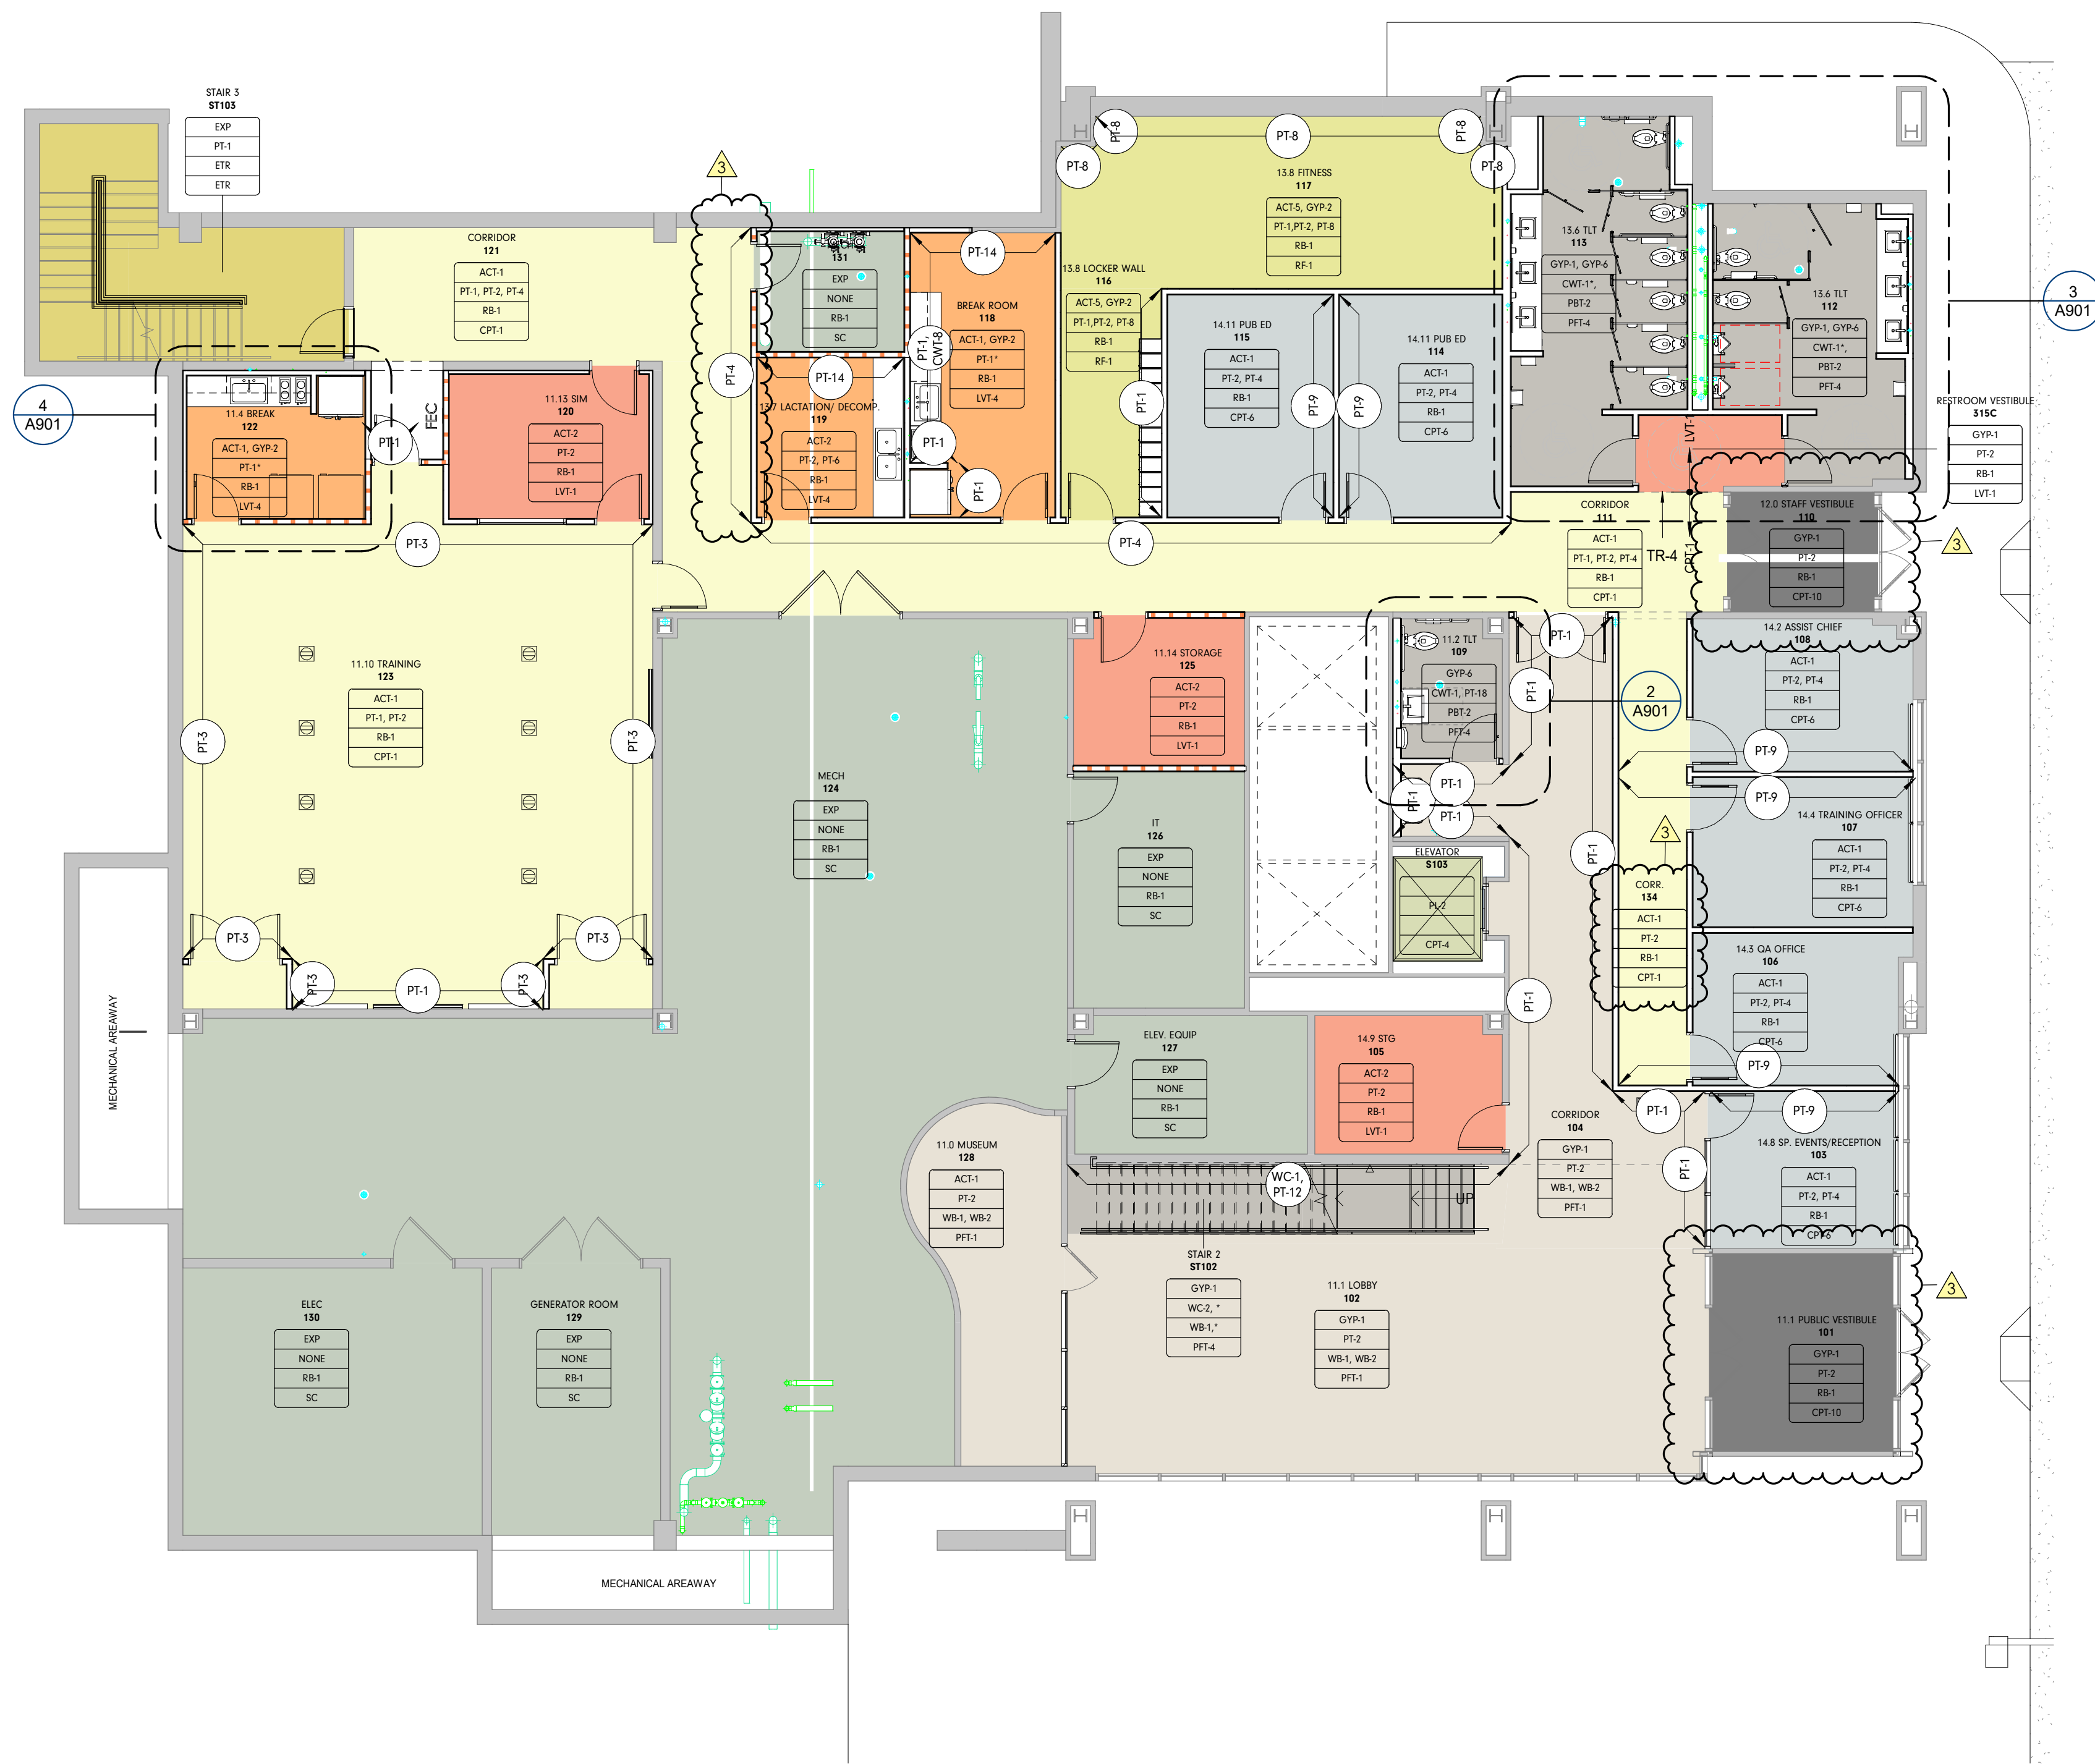 STAIR 3
ST103
EXP
PT-1
ETR
ETR
3
CORRIDOR
121
ACT-1
PT-1, PT-2, PT-4
RB-1
CPT-1
131
EXP
NONE
RB-1
SC
PT-14
BREAK ROOM
118
ACT-1, GYP-2
PT-1*
RB-1
LVT-4
PT-1,
CWT-8
PT-8
PT-8
PT-8
PT-8
PT-8
13.8 FITNESS
117
ACT-5, GYP-2
PT-1,PT-2, PT-8
RB-1
RF-1
13.8 LOCKER WALL
116
ACT-5, GYP-2
PT-1,PT-2, PT-8
RB-1
RF-1
13.6 TLT
113
GYP-1, GYP-6
CWT-1*,
PBT-2
PFT-4
13.6 TLT
112
GYP-1, GYP-6
CWT-1*,
PBT-2
PFT-4
3
A901
4
A901
11.4 BREAK
122
ACT-1, GYP-2
PT-1*
RB-1
LVT-4
PT-1
FEC
11.13 SIM
120
ACT-2
PT-2
RB-1
LVT-1
PT-4
PT-14
13.7 LACTATION/ DECOMP.
119
ACT-2
PT-2, PT-6
RB-1
LVT-4
PT-1
PT-1
PT-1
14.11 PUB ED
115
ACT-1
PT-2, PT-4
RB-1
CPT-6
PT-9
PT-9
14.11 PUB ED
114
ACT-1
PT-2, PT-4
RB-1
CPT-6
LVT-1
RESTROOM VESTIBULE
315C
GYP-1
PT-2
RB-1
LVT-1
PT-3
PT-4
CORRIDOR
111
ACT-1
PT-1, PT-2, PT-4
RB-1
CPT-1
TR-4
CPT-1
12.0 STAFF VESTIBULE
110
GYP-1
PT-2
RB-1
CPT-10
3
11.10 TRAINING
123
ACT-1
PT-1, PT-2
RB-1
CPT-1
PT-3
PT-3
PT-3
PT-3
PT-3
PT-3
PT-1
MECH
124
EXP
NONE
RB-1
SC
11.14 STORAGE
125
ACT-2
PT-2
RB-1
LVT-1
11.2 TLT
109
GYP-6
CWT-1, PT-18
PBT-2
PFT-4
PT-1
PT-1
PT-1
PT-1
PT-1
2
A901
14.2 ASSIST CHIEF
108
ACT-1
PT-2, PT-4
RB-1
CPT-6
PT-9
PT-9
14.4 TRAINING OFFICER
107
ACT-1
PT-2, PT-4
RB-1
CPT-6
IT
126
EXP
NONE
RB-1
SC
ELEVATOR
S103
PL-2
CPT-4
PT-1
PT-1
3
CORR.
134
ACT-1
PT-2
RB-1
CPT-1
14.3 QA OFFICE
106
ACT-1
PT-2, PT-4
RB-1
CPT-6
PT-9
MECHANICAL AREAWAY
ELEV. EQUIP
127
EXP
NONE
RB-1
SC
14.9 STG
105
ACT-2
PT-2
RB-1
LVT-1
CORRIDOR
104
GYP-1
PT-2
WB-1, WB-2
PFT-1
PT-1
PT-9
PT-1
14.8 SP. EVENTS/RECEPTION
103
ACT-1
PT-2, PT-4
RB-1
CPT-6
11.0 MUSEUM
128
ACT-1
PT-2
WB-1, WB-2
PFT-1
WC-1,
PT-12
UP
STAIR 2
ST102
GYP-1
WC-2, *
WB-1,*
PFT-4
11.1 LOBBY
102
GYP-1
PT-2
WB-1, WB-2
PFT-1
3
11.1 PUBLIC VESTIBULE
101
GYP-1
PT-2
RB-1
CPT-10
ELEC
130
EXP
NONE
RB-1
SC
GENERATOR ROOM
129
EXP
NONE
RB-1
SC
MECHANICAL AREAWAY